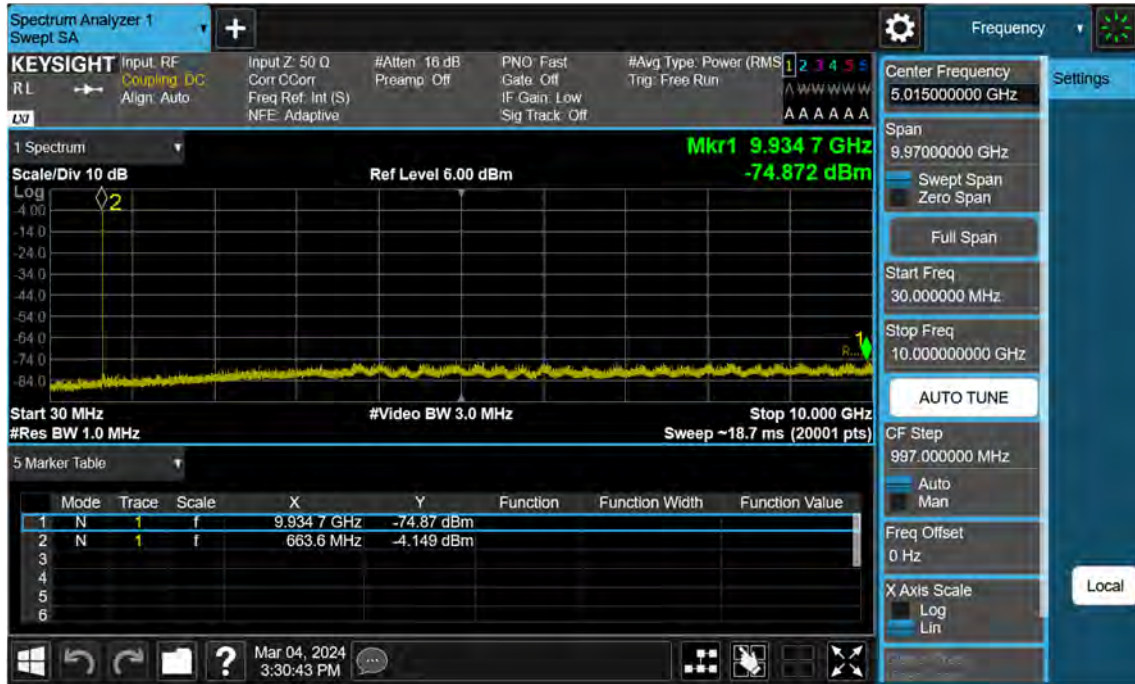 Spectrum Analyzer 1
Swept SA
Frequency
KEYSIGHT
RL
LXI
Input: RF
Coupling: DC
Align: Auto
Input Z: 50 Ω
Corr CCorr
Freq Ref: Int (S)
NFE: Adaptive
#Atten: 16 dB
Preamp: Off
PNO: Fast
Gate: Off
IF Gain: Low
Sig Track: Off
#Avg Type: Power (RMS
Trig: Free Run
1 2 3 4 5 6
A W W W W W
A A A A A A
1 Spectrum
Scale/Div 10 dB
Ref Level 6.00 dBm
Mkr1 9.934 7 GHz
-74.872 dBm
Log
-4.00
-14.0
-24.0
-34.0
-44.0
-54.0
-64.0
-74.0
-84.0
2
1
R...
Start 30 MHz
#Video BW 3.0 MHz
Stop 10.000 GHz
#Res BW 1.0 MHz
Sweep ~18.7 ms (20001 pts)
5 Marker Table
Mode Trace Scale X Y Function Function Width Function Value
1 N 1 f 9.934 7 GHz -74.87 dBm
2 N 1 f 663.6 MHz -4.149 dBm
3
4
5
6
Mar 04, 2024
3:30:43 PM
Center Frequency
5.015000000 GHz
Settings
Span
9.97000000 GHz
Swept Span
Zero Span
Full Span
Start Freq
30.000000 MHz
Stop Freq
10.000000000 GHz
AUTO TUNE
CF Step
997.000000 MHz
Auto
Man
Freq Offset
0 Hz
X Axis Scale
Log
Lin
Local